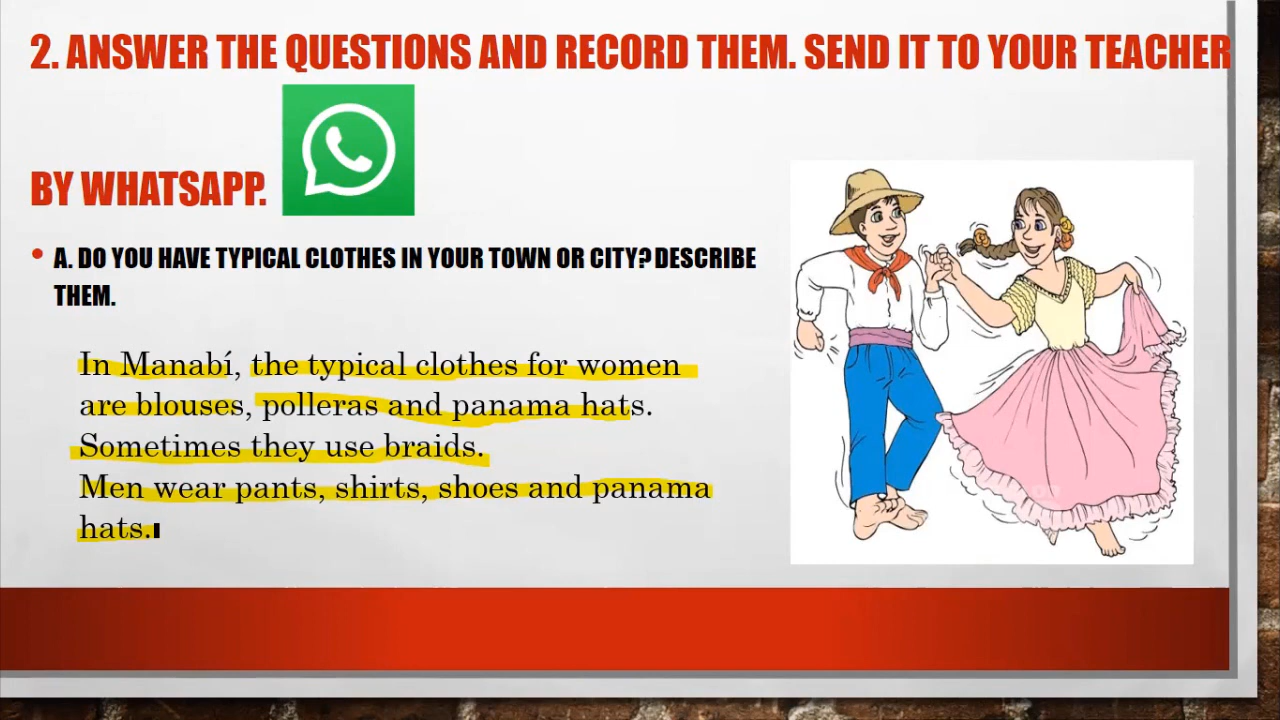 2. ANSWER THE QUESTIONS AND RECORD THEM. SEND IT TO YOUR TEACHER
BY WHATSAPP.
• A. DO YOU HAVE TYPICAL CLOTHES IN YOUR TOWN OR CITY? DESCRIBE
THEM.
In Manabí, the typical clothes for women
are blouses, polleras and panama hats.
Sometimes they use braids.
Men wear pants, shirts, shoes and panama
hats.